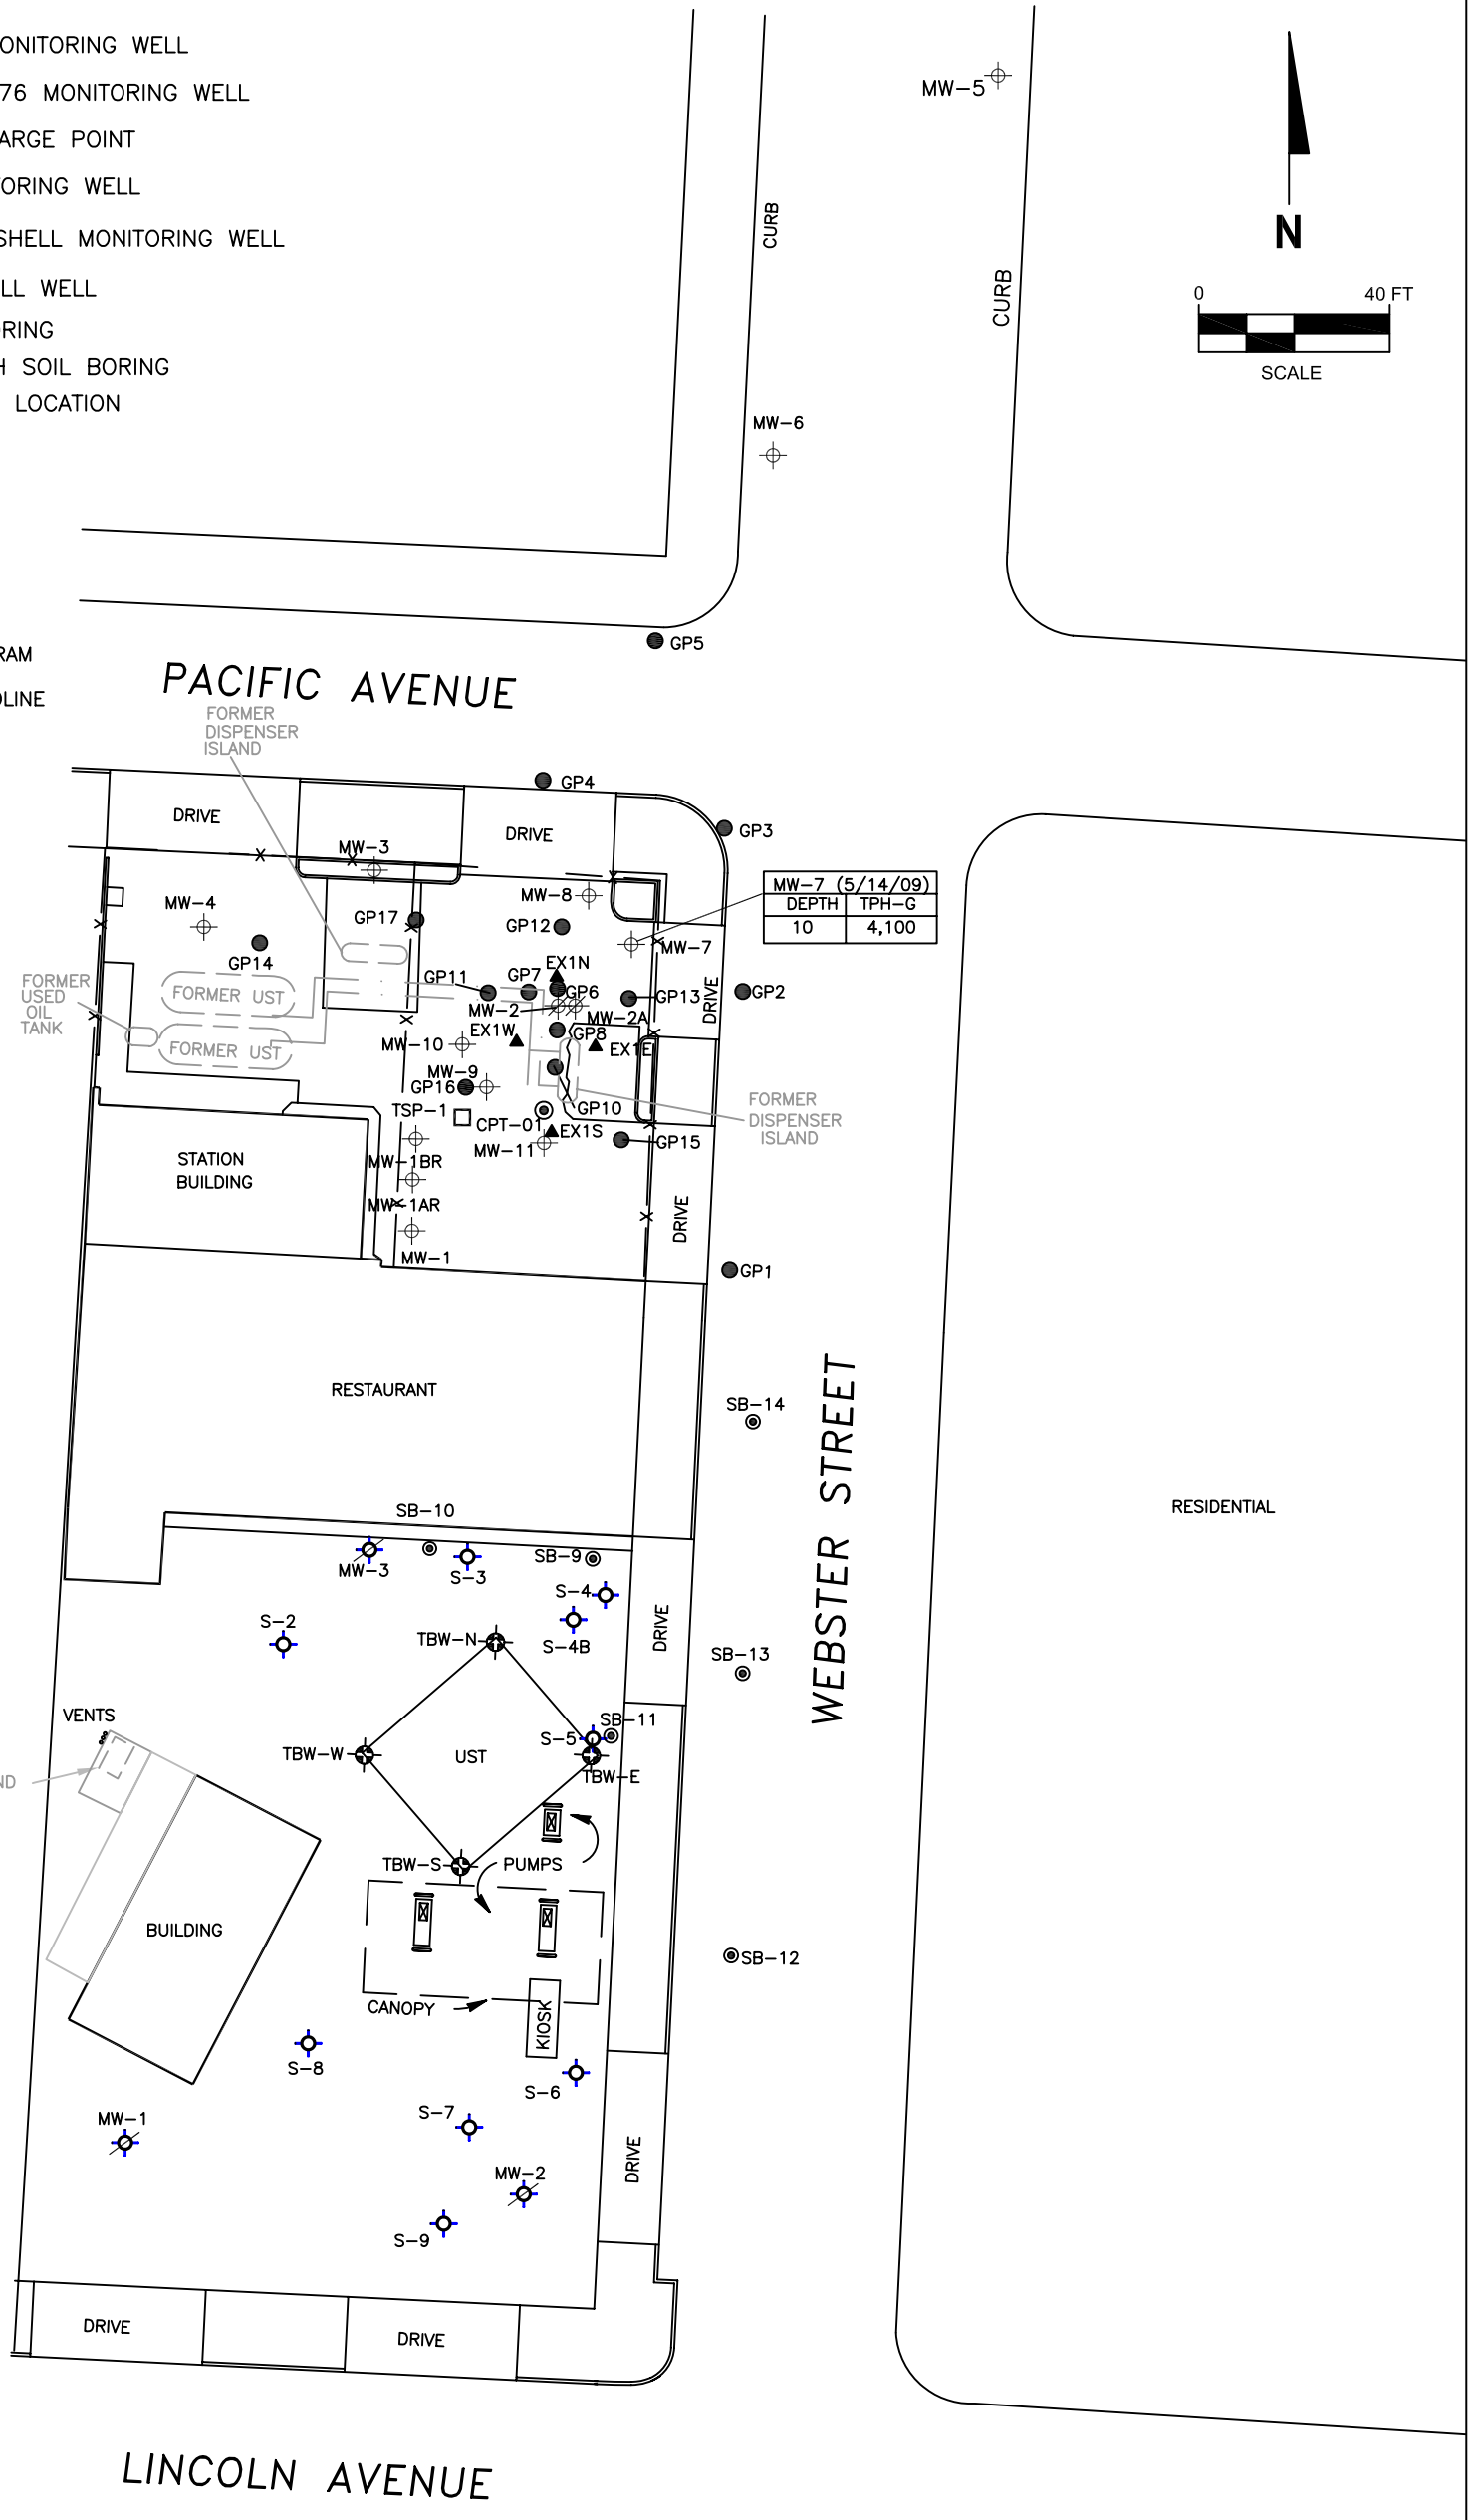 ONITORING WELL
76 MONITORING WELL
ARGE POINT
TORING WELL
SHELL MONITORING WELL
LL WELL
RING
H SOIL BORING
LOCATION
MW-5
CURB
CURB
N
0 40 FT
SCALE
MW-6
GP5
RAM
OLINE
PACIFIC AVENUE
FORMER
DISPENSER
ISLAND
DRIVE
DRIVE
GP4
GP3
MW-3
MW-8
MW-7 (5/14/09)
DEPTH TPH-G
10 4,100
MW-4
GP17
GP12
MW-7
GP14
EX1N
FORMER
USED
OIL
TANK
FORMER UST
GP11
GP7
GP6
GP13
DRIVE
GP2
MW-2
MW-2A
EX1W
GP8
FORMER UST
MW-10
EX1E
MW-9
GP16
TSP-1
CPT-01
GP10
FORMER
DISPENSER
ISLAND
EX1S
MW-11
GP15
STATION
BUILDING
MW-1BR
MW-1AR
MW-1
DRIVE
GP1
RESTAURANT
SB-14
WEBSTER STREET
RESIDENTIAL
SB-10
MW-3
S-3
SB-9
S-4
S-2
TBW-N
S-4B
DRIVE
SB-13
VENTS
S-5
SB-11
TBW-W
UST
TBW-E
ND
TBW-S
PUMPS
BUILDING
SB-12
CANOPY
KIOSK
S-8
S-6
S-7
MW-1
MW-2
DRIVE
S-9
DRIVE
DRIVE
LINCOLN AVENUE